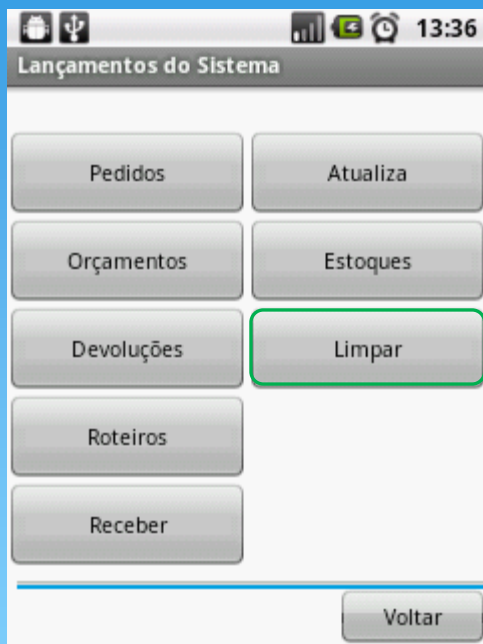 13:36
Lançamentos do Sistema
Pedidos
Atualiza
Orçamentos
Estoques
Devoluções
Limpar
Roteiros
Receber
Voltar